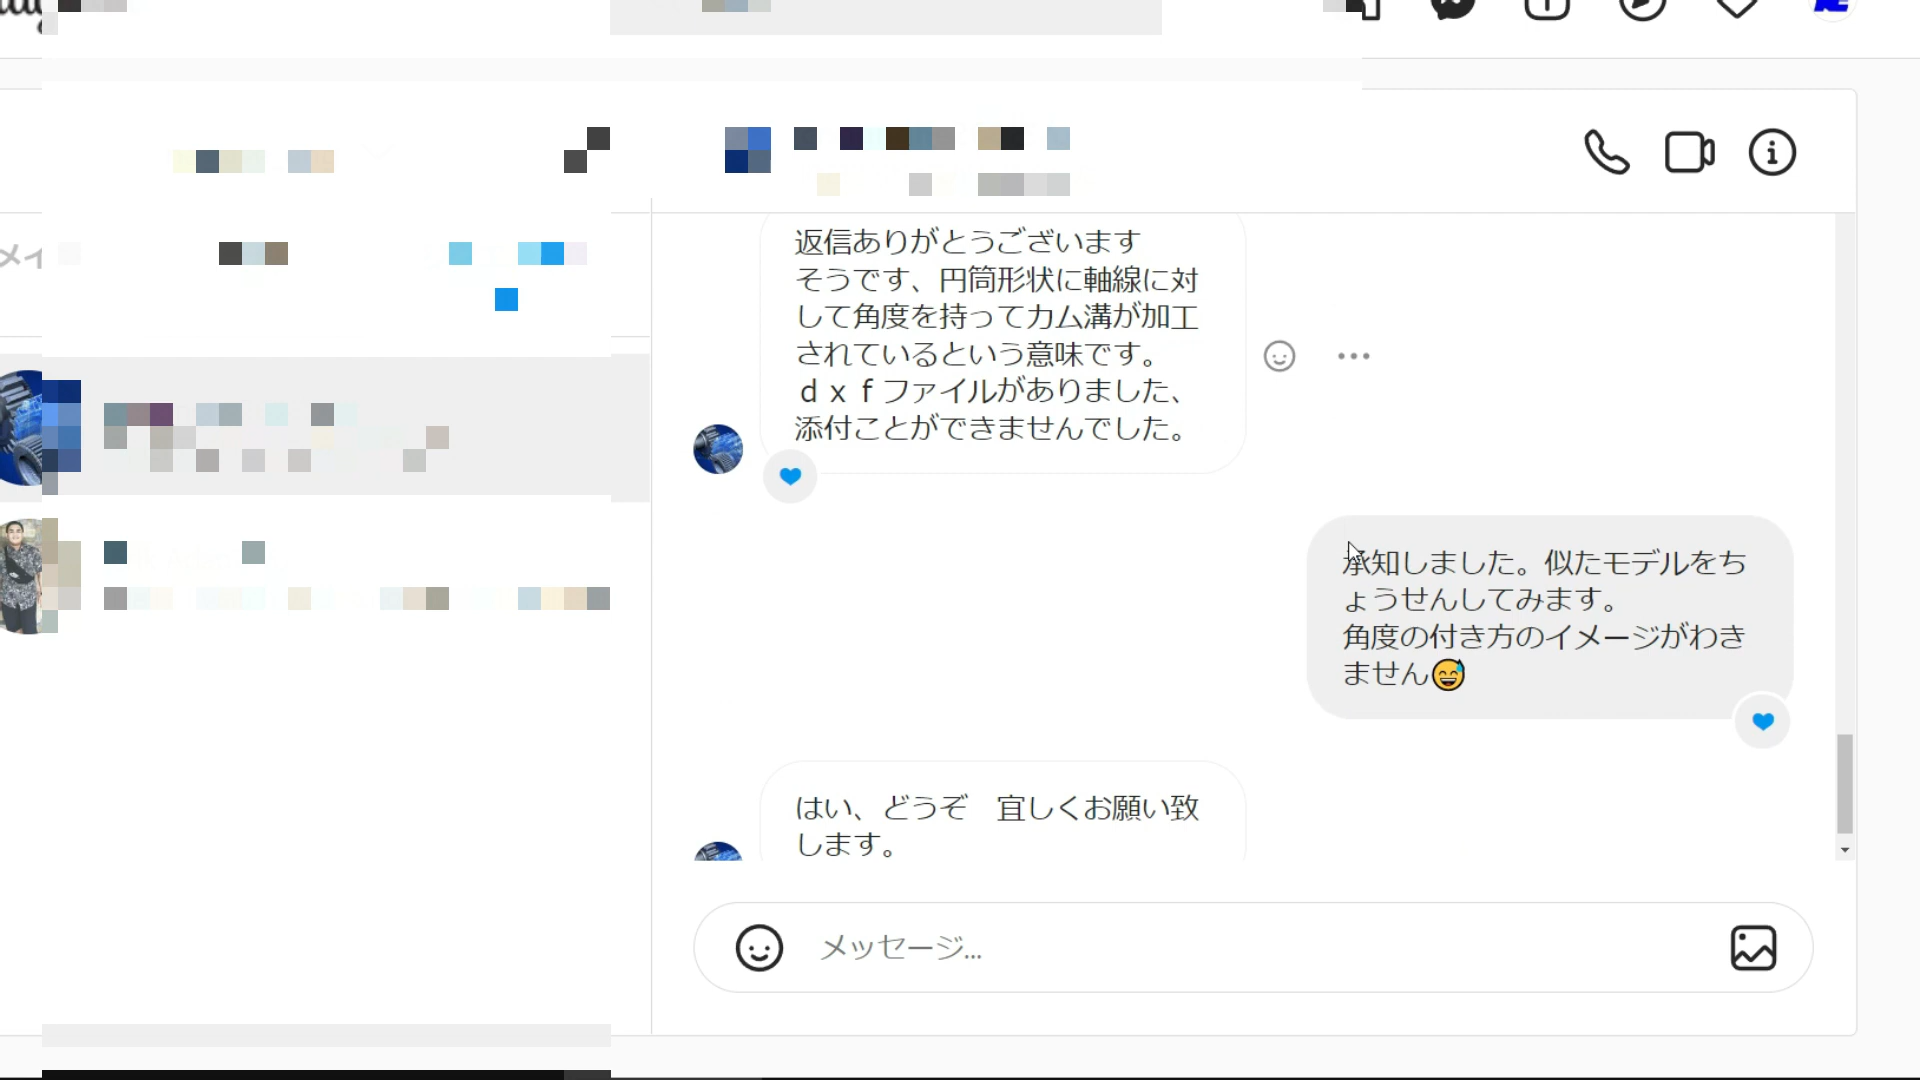 メイ
返信ありがとうございます
そうです、円筒形状に軸線に対
して角度を持ってカム溝が加工
されているという意味です。
ｄｘｆファイルがありました、
添付ことができませんでした。
承知しました。似たモデルをち
ょうせんしてみます。
角度の付き方のイメージがわき
ません😅
はい、どうぞ　宜しくお願い致
します。
メッセージ...